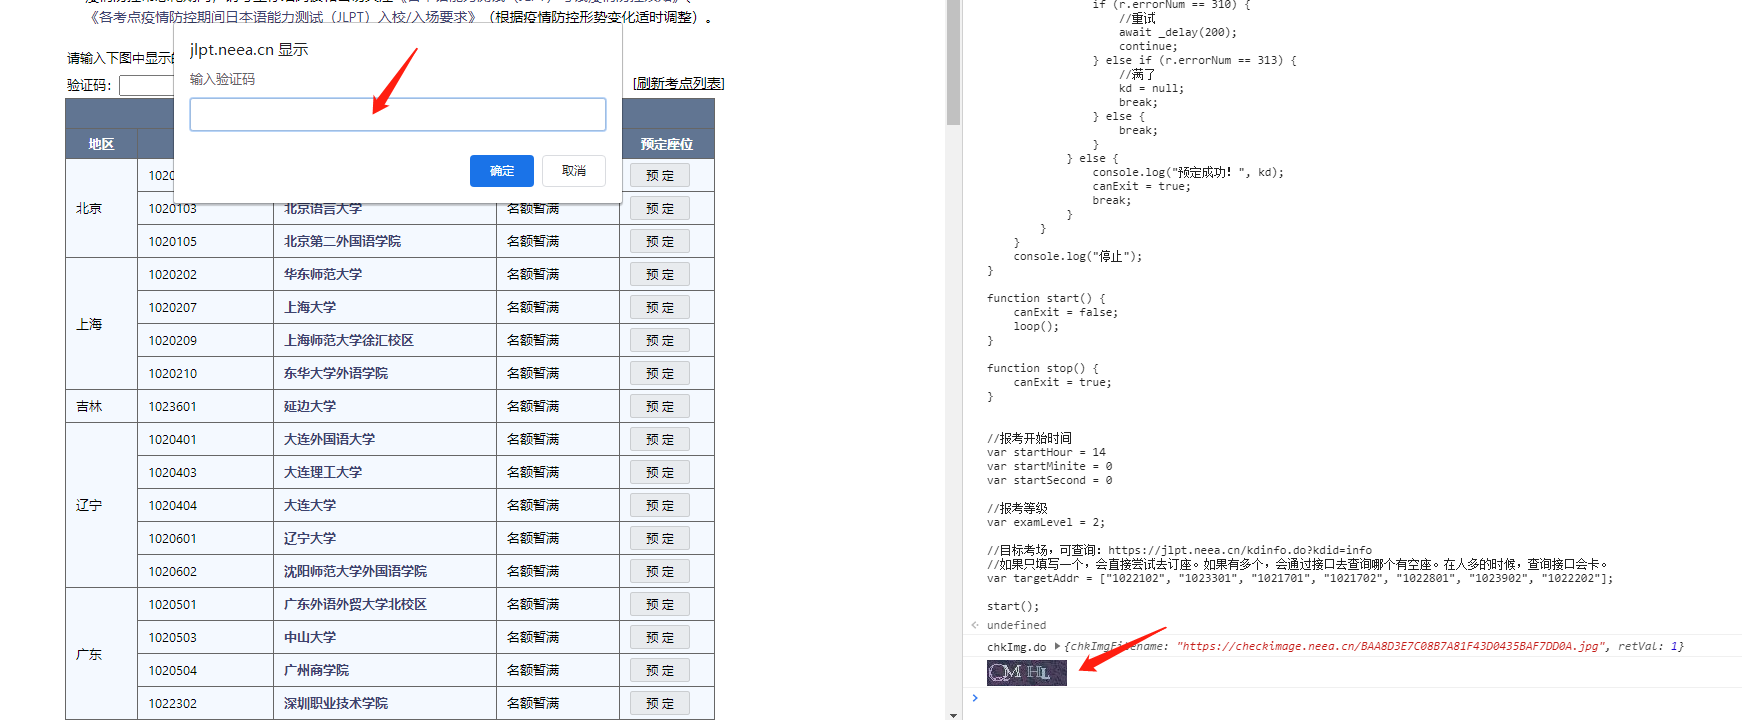 《各考点疫情防控期间日本语能力测试（JLPT）入校/入场要求》（根据疫情防控形势变化适时调整）。
请输入下图中显示的
验证码：
[刷新考点列表]
jlpt.neea.cn 显示
输入验证码
确定 取消
地区 预定座位
北京
1020 预 定
1020103 北京语言大学 名额暂满 预 定
1020105 北京第二外国语学院 名额暂满 预 定
上海
1020202 华东师范大学 名额暂满 预 定
1020207 上海大学 名额暂满 预 定
1020209 上海师范大学徐汇校区 名额暂满 预 定
1020210 东华大学外语学院 名额暂满 预 定
吉林 1023601 延边大学 名额暂满 预 定
辽宁
1020401 大连外国语大学 名额暂满 预 定
1020403 大连理工大学 名额暂满 预 定
1020404 大连大学 名额暂满 预 定
1020601 辽宁大学 名额暂满 预 定
1020602 沈阳师范大学外国语学院 名额暂满 预 定
广东
1020501 广东外语外贸大学北校区 名额暂满 预 定
1020503 中山大学 名额暂满 预 定
1020504 广州商学院 名额暂满 预 定
1022302 深圳职业技术学院 名额暂满 预 定
if (r.errorNum == 310) {
//重试
await _delay(200);
continue;
} else if (r.errorNum == 313) {
//满了
kd = null;
break;
} else {
break;
}
} else {
console.log("预定成功！", kd);
canExit = true;
break;
}
}
}
console.log("停止");
}
function start() {
canExit = false;
loop();
}
function stop() {
canExit = true;
}
//报考开始时间
var startHour = 14
var startMinite = 0
var startSecond = 0
//报考等级
var examLevel = 2;
//目标考场，可查询：https://jlpt.neea.cn/kdinfo.do?kdid=info
//如果只填写一个，会直接尝试去订座。如果有多个，会通过接口去查询哪个有空座。在人多的时候，查询接口会卡。
var targetAddr = ["1022102", "1023301", "1021701", "1021702", "1022801", "1023902", "1022202"];
start();
undefined
chkImg.do {chkImgFilename: "https://checkimage.neea.cn/BAA8D3E7C08B7A81F43D0435BAF7DD0A.jpg", retVal: 1}